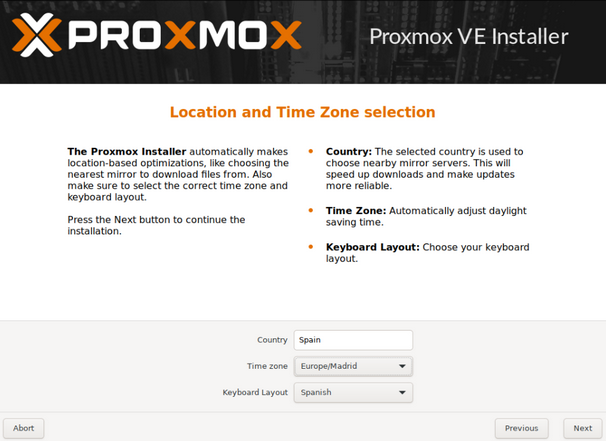 PROXMOX
Proxmox VE Installer
Location and Time Zone selection
The Proxmox Installer automatically makes
location-based optimizations, like choosing the
nearest mirror to download files from. Also
make sure to select the correct time zone and
keyboard layout.
Press the Next button to continue the
installation.
• Country: The selected country is used to
choose nearby mirror servers. This will
speed up downloads and make updates
more reliable.
• Time Zone: Automatically adjust daylight
saving time.
• Keyboard Layout: Choose your keyboard
layout.
Country Spain
Time zone Europe/Madrid
Keyboard Layout Spanish
Abort Previous Next